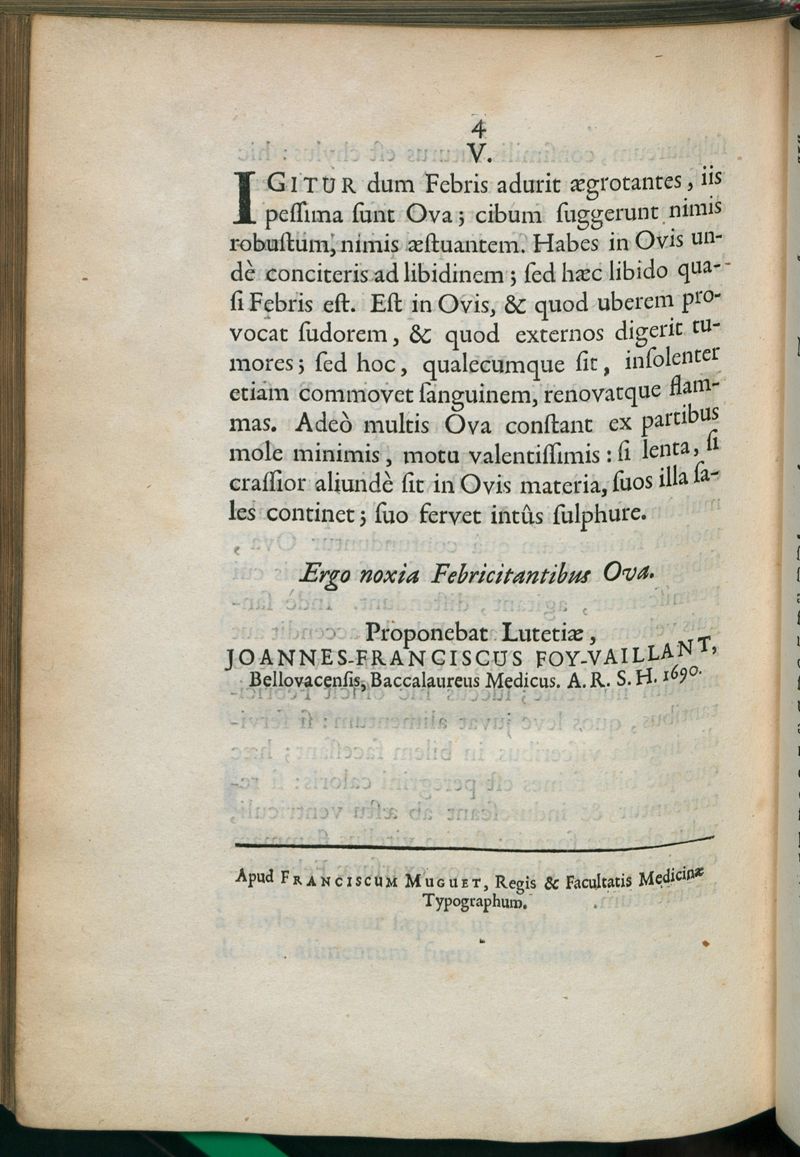 4
V.
IGITUR dum Febris adurit ægrotantes, iis
peſſima ſunt Ova; cibum ſuggerunt nimis
robuſtum, nimis æſtuantem. Habes in Ovis un-
dè conciteris ad libidinem; ſed hæc libido qua-
ſi Febris eſt. Eſt in Ovis, & quod uberem pro-
vocat ſudorem, & quod externos digerit tu-
mores; ſed hoc, qualecumque ſit, inſolenter
etiam commovet ſanguinem, renovatque flam-
mas. Adeò multis Ova conſtant ex partibus
mole minimis, motu valentiſſimis: ſi lenta, ſi
craſſior aliundè ſit in Ovis materia, ſuos illa ſa-
les continet; ſuo fervet intûs ſulphure.
Ergo noxia Febricitantibus Ova.
Proponebat Lutetiæ,
JOANNES-FRANCISCUS FOY-VAILLANT,
Bellovacenſis, Baccalaureus Medicus. A. R. S. H. 1690.
Apud FRANCISCUM MUGUET, Regis & Facultatis Medicinæ
Typographum.